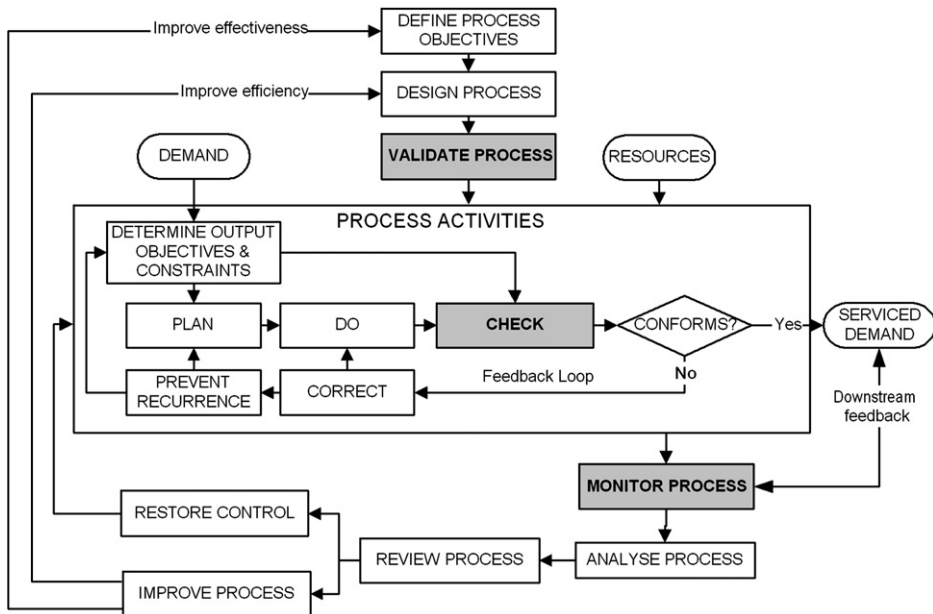 Improve effectiveness
DEFINE PROCESS
OBJECTIVES
Improve efficiency
DESIGN PROCESS
DEMAND
VALIDATE PROCESS
RESOURCES
PROCESS ACTIVITIES
DETERMINE OUTPUT
OBJECTIVES &
CONSTRAINTS
PLAN
DO
CHECK
CONFORMS?
Yes
SERVICED
DEMAND
PREVENT
RECURRENCE
CORRECT
Feedback Loop
No
Downstream
feedback
MONITOR PROCESS
RESTORE CONTROL
REVIEW PROCESS
ANALYSE PROCESS
IMPROVE PROCESS